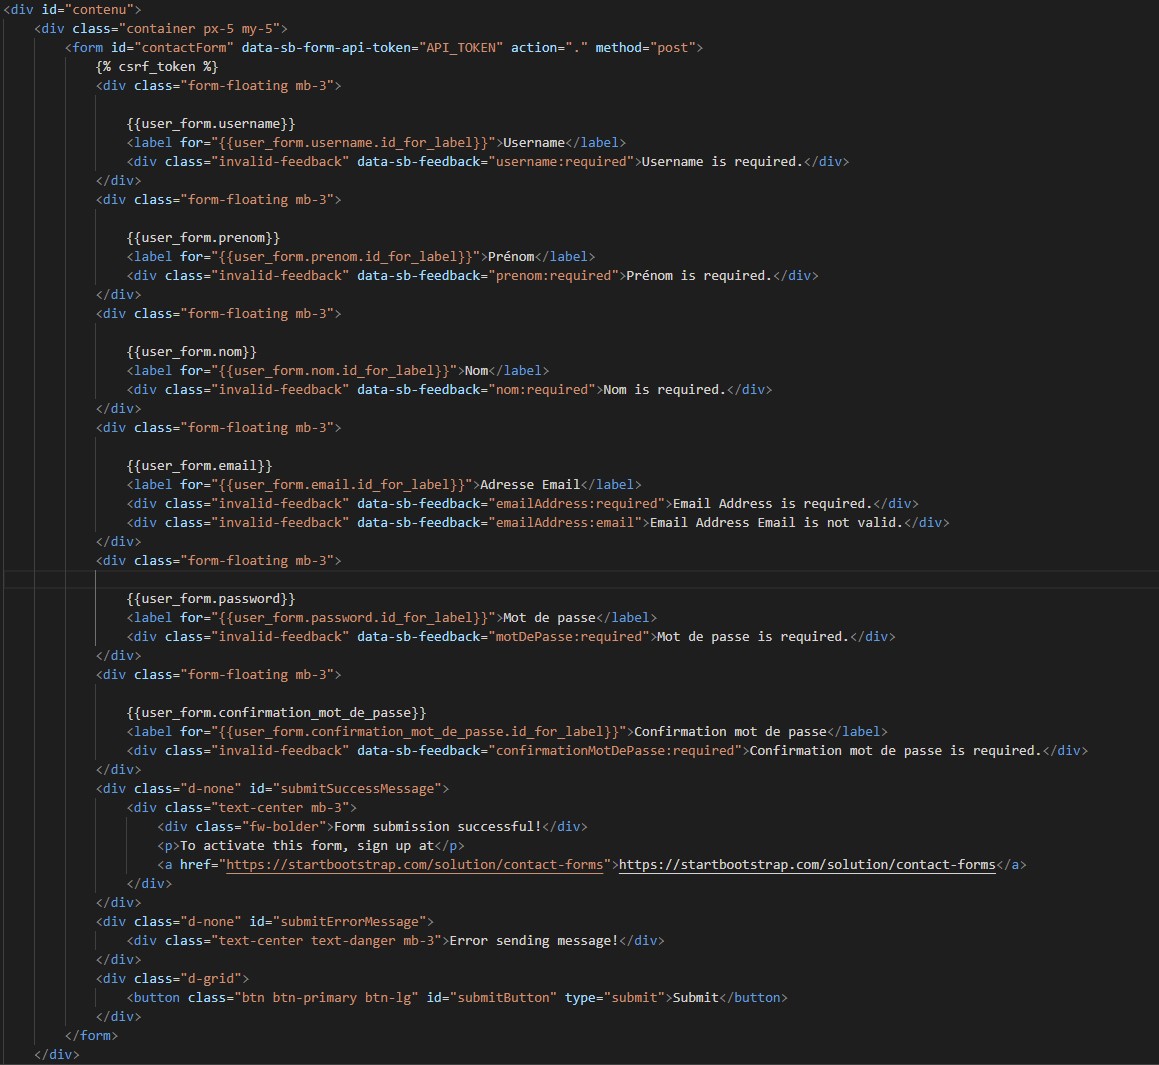 <div id="contenu">
<div class="container px-5 my-5">
<form id="contactForm" data-sb-form-api-token="API_TOKEN" action="." method="post">
{% csrf_token %}
<div class="form-floating mb-3">
{{user_form.username}}
<label for="{{user_form.username.id_for_label}}">Username</label>
<div class="invalid-feedback" data-sb-feedback="username:required">Username is required.</div>
</div>
<div class="form-floating mb-3">
{{user_form.prenom}}
<label for="{{user_form.prenom.id_for_label}}">Prénom</label>
<div class="invalid-feedback" data-sb-feedback="prenom:required">Prénom is required.</div>
</div>
<div class="form-floating mb-3">
{{user_form.nom}}
<label for="{{user_form.nom.id_for_label}}">Nom</label>
<div class="invalid-feedback" data-sb-feedback="nom:required">Nom is required.</div>
</div>
<div class="form-floating mb-3">
{{user_form.email}}
<label for="{{user_form.email.id_for_label}}">Adresse Email</label>
<div class="invalid-feedback" data-sb-feedback="emailAddress:required">Email Address is required.</div>
<div class="invalid-feedback" data-sb-feedback="emailAddress:email">Email Address Email is not valid.</div>
</div>
<div class="form-floating mb-3">
{{user_form.password}}
<label for="{{user_form.password.id_for_label}}">Mot de passe</label>
<div class="invalid-feedback" data-sb-feedback="motDePasse:required">Mot de passe is required.</div>
</div>
<div class="form-floating mb-3">
{{user_form.confirmation_mot_de_passe}}
<label for="{{user_form.confirmation_mot_de_passe.id_for_label}}">Confirmation mot de passe</label>
<div class="invalid-feedback" data-sb-feedback="confirmationMotDePasse:required">Confirmation mot de passe is required.</div>
</div>
<div class="d-none" id="submitSuccessMessage">
<div class="text-center mb-3">
<div class="fw-bolder">Form submission successful!</div>
<p>To activate this form, sign up at</p>
<a href="https://startbootstrap.com/solution/contact-forms">https://startbootstrap.com/solution/contact-forms</a>
</div>
</div>
<div class="d-none" id="submitErrorMessage">
<div class="text-center text-danger mb-3">Error sending message!</div>
</div>
<div class="d-grid">
<button class="btn btn-primary btn-lg" id="submitButton" type="submit">Submit</button>
</div>
</form>
</div>